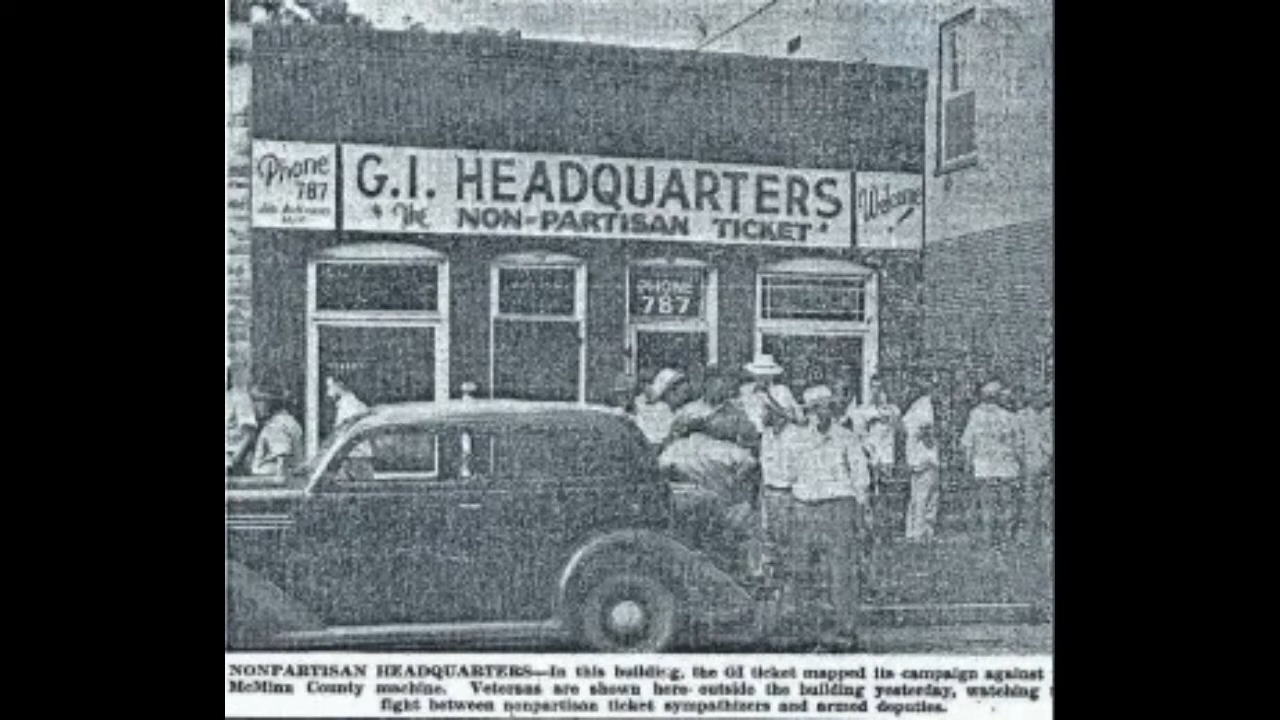 Phone
787
G.I. HEADQUARTERS
The NON-PARTISAN TICKET
Welcome
PHONE
787
NONPARTISAN HEADQUARTERS—In this building, the GI ticket mapped its campaign against
McMinn County machine. Veterans are shown here outside the building yesterday, watching
fight between nonpartison ticket sympathizers and armed deputies.